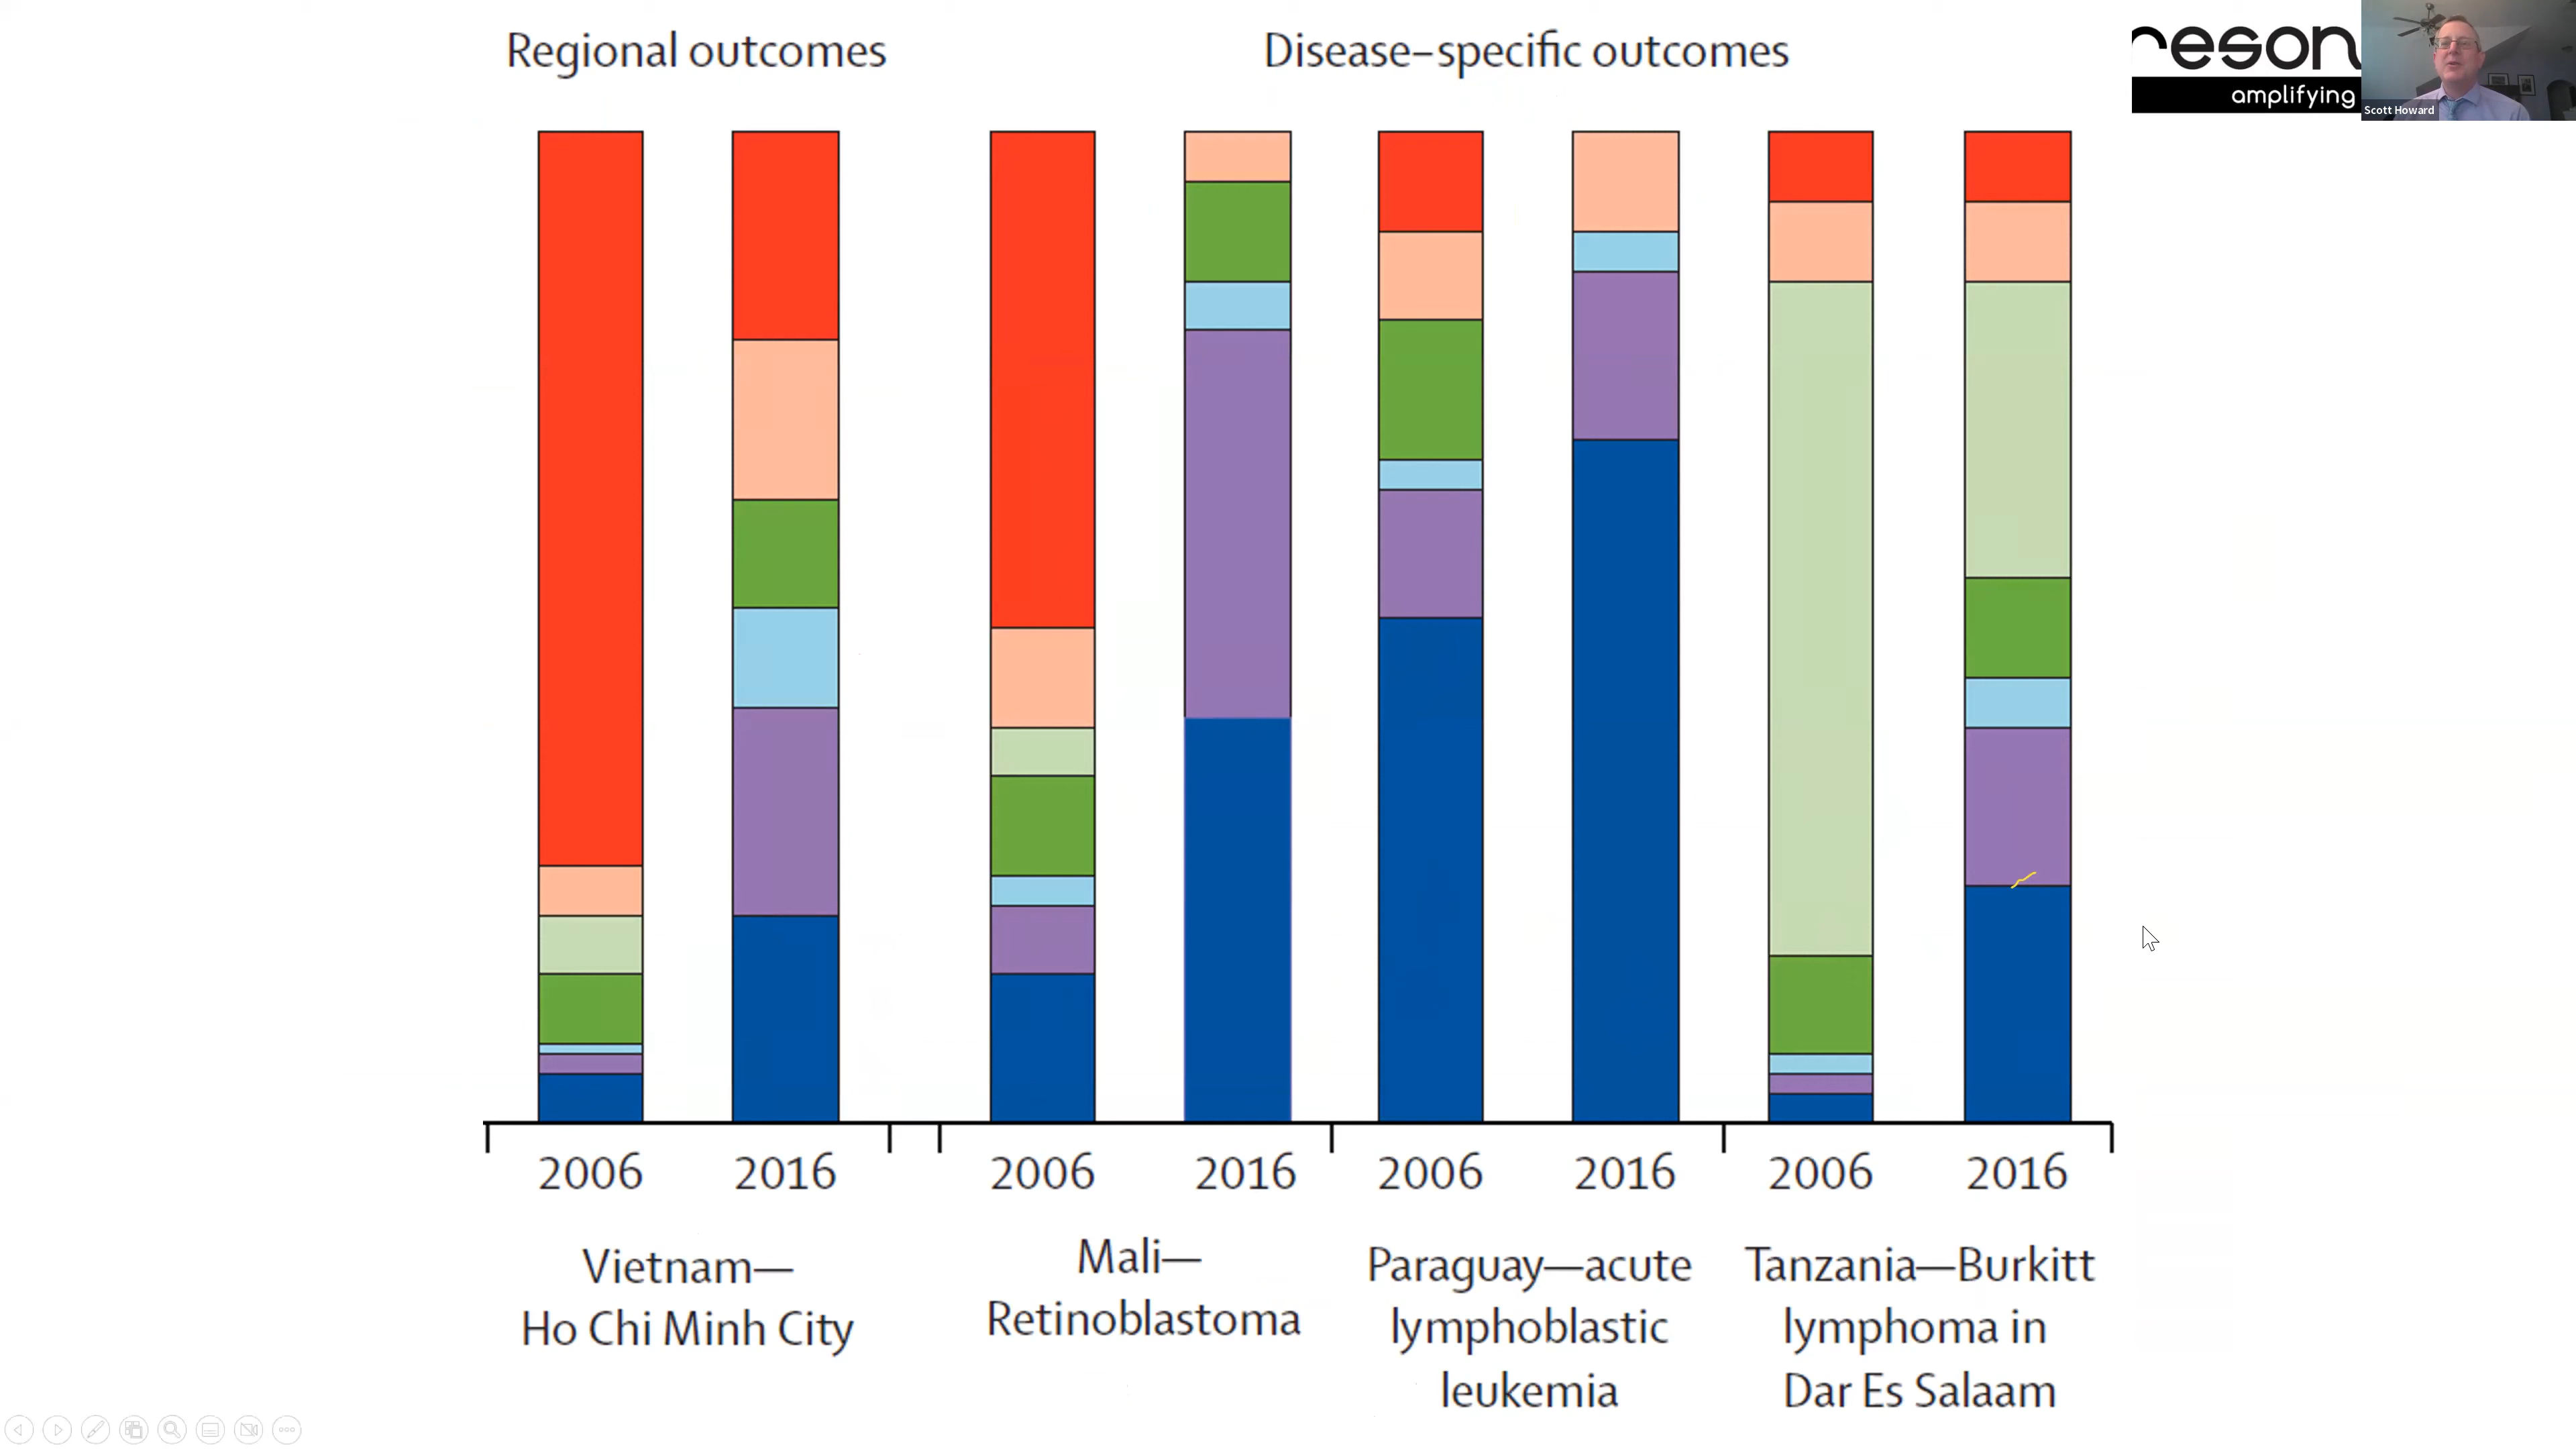 Regional outcomes
Disease-specific outcomes
reson
amplifying
Scott Howard
2006 2016 2006 2016 2006 2016 2006 2016
Vietnam—
Ho Chi Minh City
Mali—
Retinoblastoma
Paraguay—acute
lymphoblastic
leukemia
Tanzania—Burkitt
lymphoma in
Dar Es Salaam